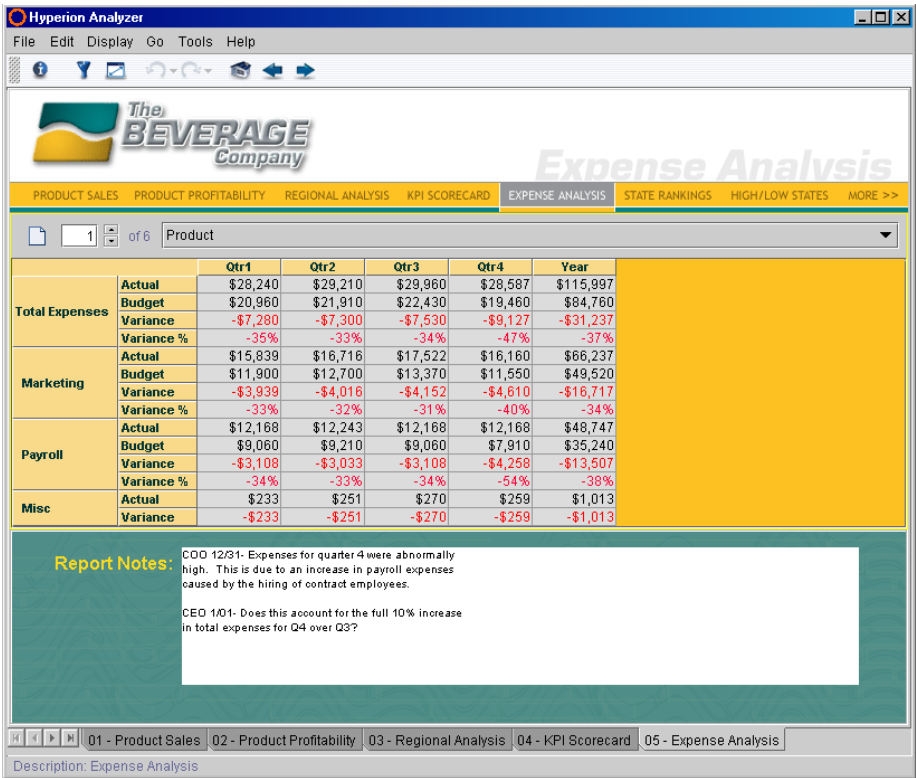 Hyperion Analyzer
File Edit Display Go Tools Help
The
BEVERAGE
Company
Expense Analysis
PRODUCT SALES PRODUCT PROFITABILITY REGIONAL ANALYSIS KPI SCORECARD EXPENSE ANALYSIS STATE RANKINGS HIGH/LOW STATES MORE >>
1 of 6 Product
Qtr1 Qtr2 Qtr3 Qtr4 Year
Total Expenses
Actual $28,240 $29,210 $29,960 $28,587 $115,997
Budget $20,960 $21,910 $22,430 $19,460 $84,760
Variance -$7,280 -$7,300 -$7,530 -$9,127 -$31,237
Variance % -35% -33% -34% -47% -37%
Marketing
Actual $15,839 $16,716 $17,522 $16,160 $66,237
Budget $11,900 $12,700 $13,370 $11,550 $49,520
Variance -$3,939 -$4,016 -$4,152 -$4,610 -$16,717
Variance % -33% -32% -31% -40% -34%
Payroll
Actual $12,168 $12,243 $12,168 $12,168 $48,747
Budget $9,060 $9,210 $9,060 $7,910 $35,240
Variance -$3,108 -$3,033 -$3,108 -$4,258 -$13,507
Variance % -34% -33% -34% -54% -38%
Misc
Actual $233 $251 $270 $259 $1,013
Variance -$233 -$251 -$270 -$259 -$1,013
Report Notes:
COO 12/31- Expenses for quarter 4 were abnormally
high. This is due to an increase in payroll expenses
caused by the hiring of contract employees.
CEO 1/01- Does this account for the full 10% increase
in total expenses for Q4 over Q3?
01 - Product Sales 02 - Product Profitability 03 - Regional Analysis 04 - KPI Scorecard 05 - Expense Analysis
Description: Expense Analysis